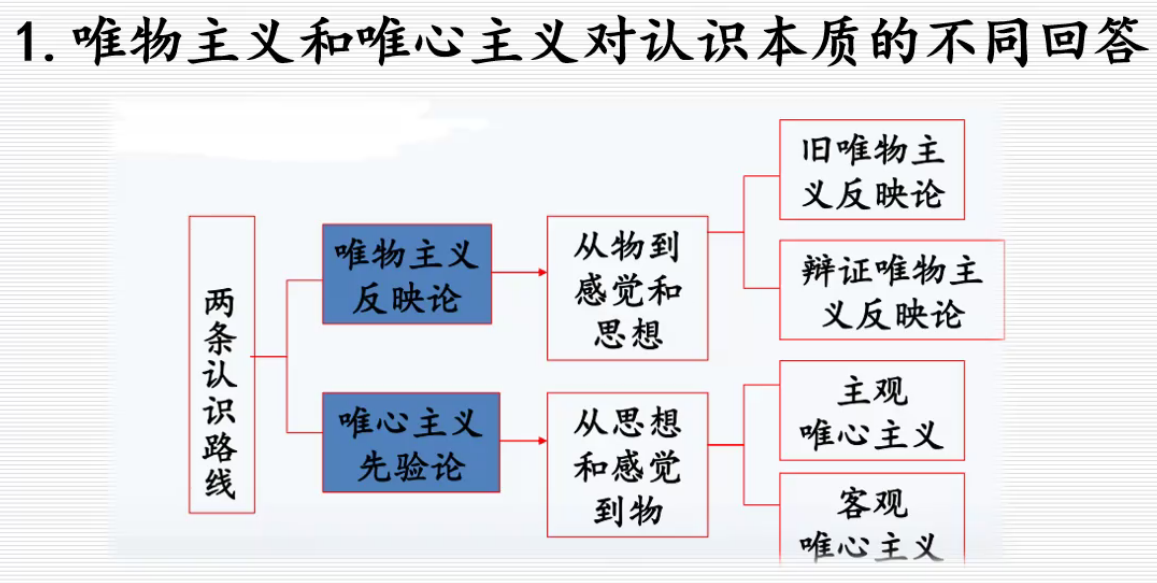 1. 唯物主义和唯心主义对认识本质的不同回答
两
条
认
识
路
线
唯物主义
反映论
从物到
感觉和
思想
旧唯物主
义反映论
辩证唯物主
义反映论
唯心主义
先验论
从思想
和感觉
到物
主观
唯心主义
客观
唯心主义